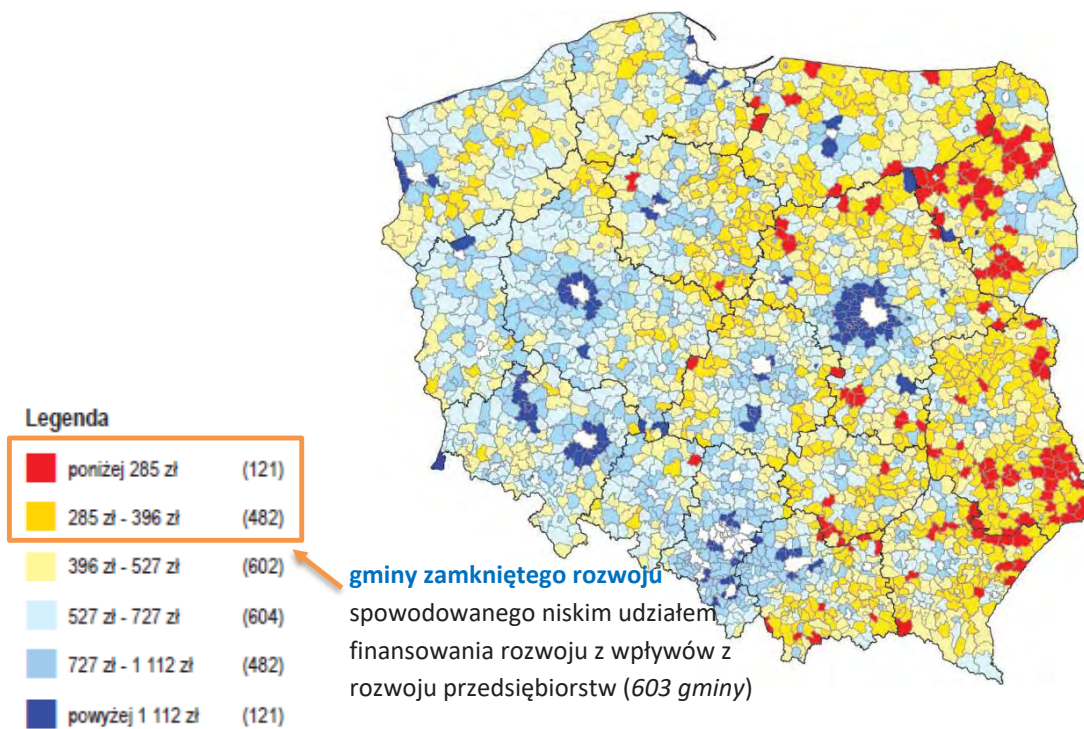 Legenda
poniżej 285 zł (121)
285 zł - 396 zł (482)
396 zł - 527 zł (602)
527 zł - 727 zł (604)
727 zł - 1 112 zł (482)
powyżej 1 112 zł (121)
gminy zamkniętego rozwoju
spowodowanego niskim udziałem
finansowania rozwoju z wpływów z
rozwoju przedsiębiorstw (603 gminy)